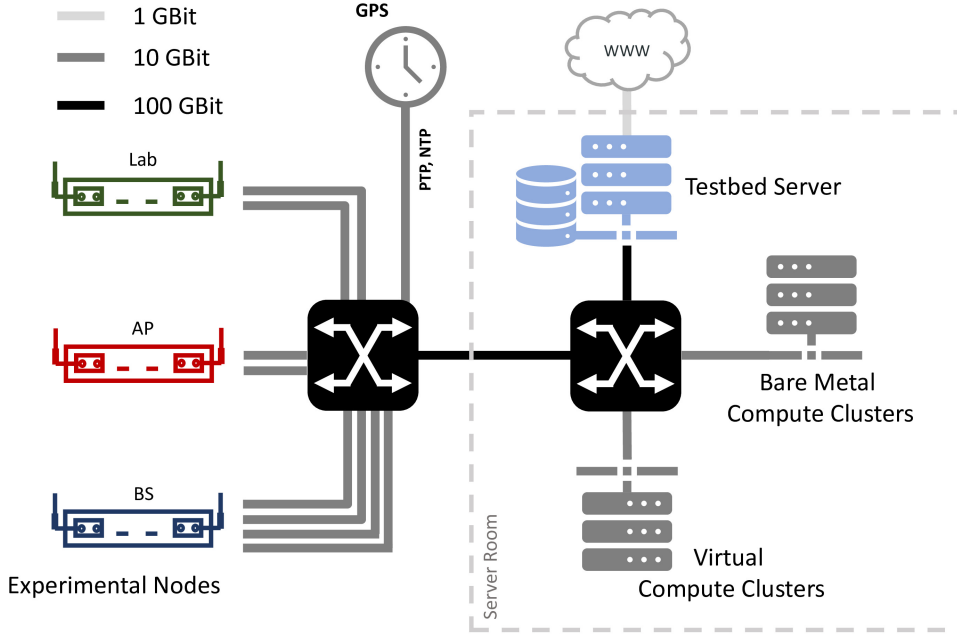 1 GBit
10 GBit
100 GBit
GPS
PTP, NTP
www
Lab
AP
BS
Experimental Nodes
Testbed Server
Bare Metal
Compute Clusters
Virtual
Compute Clusters
Server Room